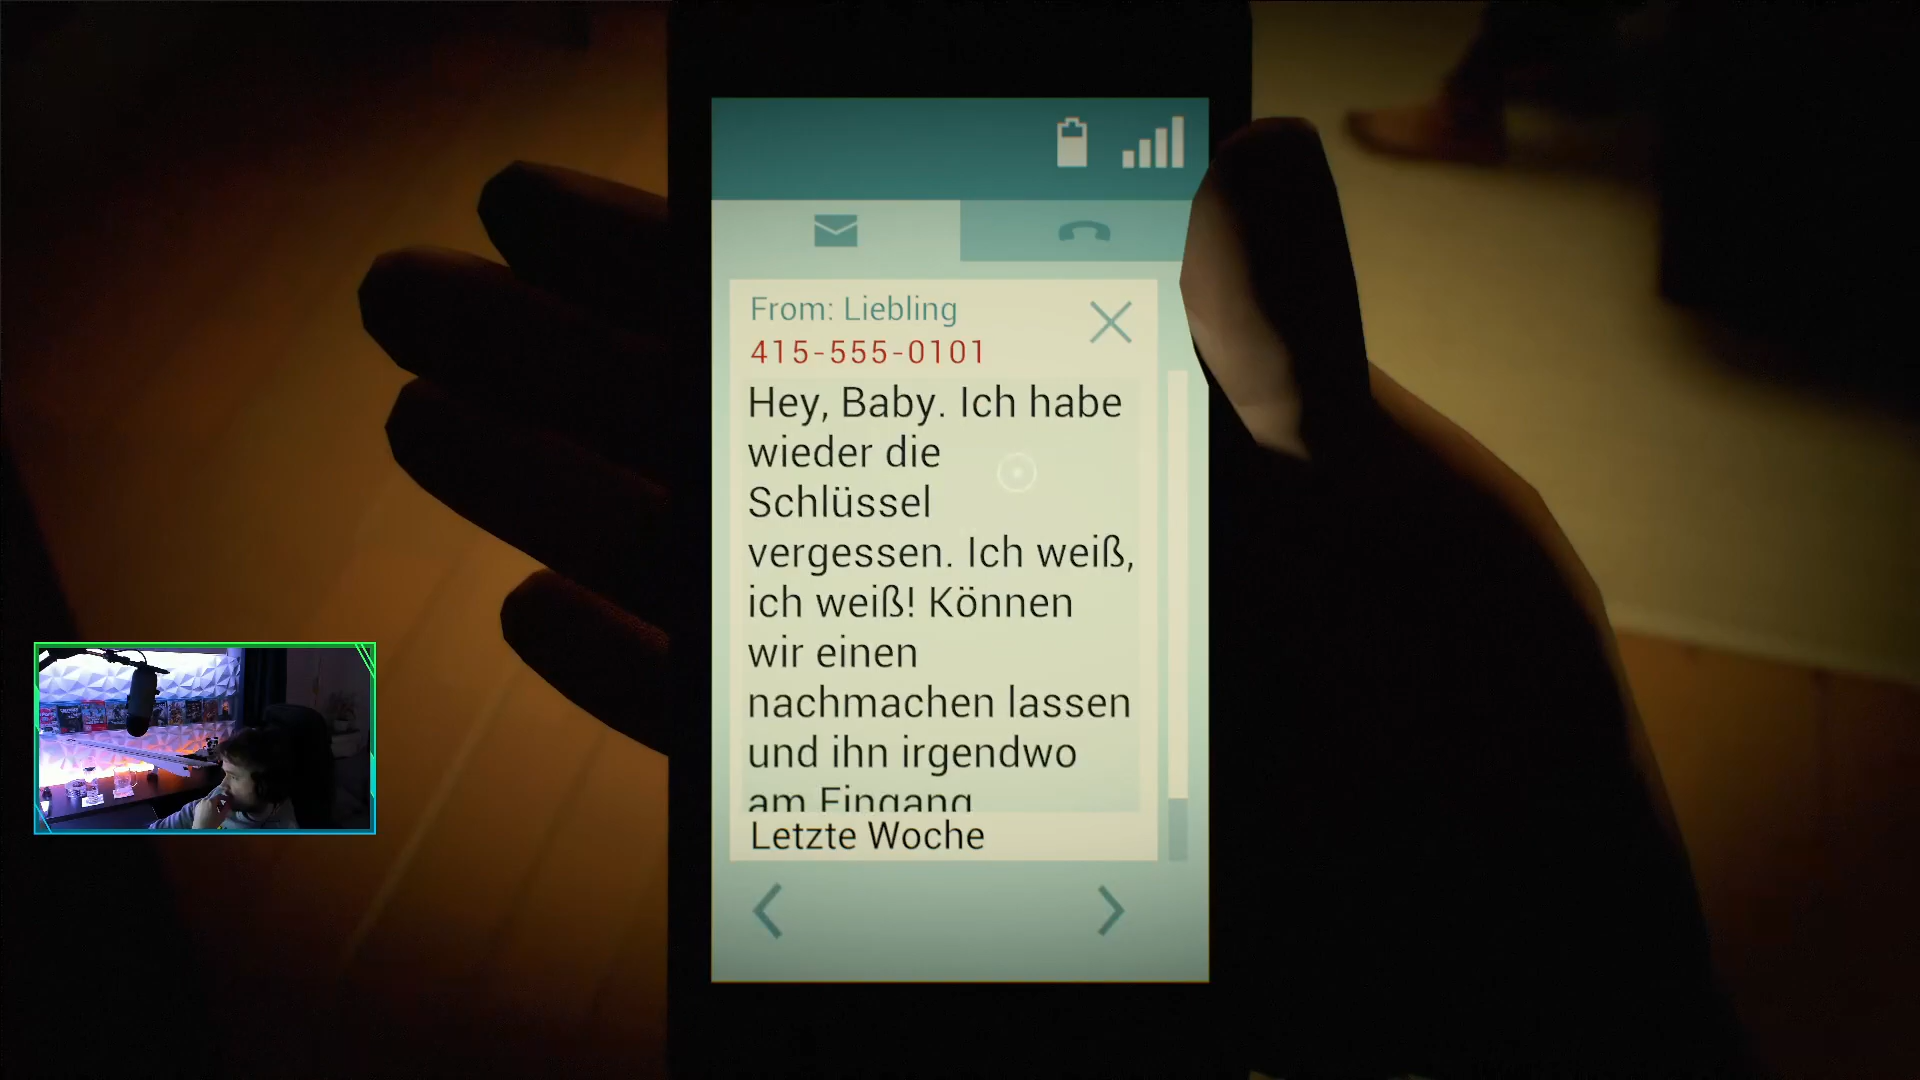 From: Liebling
415-555-0101
Hey, Baby. Ich habe
wieder die
Schlüssel
vergessen. Ich weiß,
ich weiß! Können
wir einen
nachmachen lassen
und ihn irgendwo
am Eingang
Letzte Woche